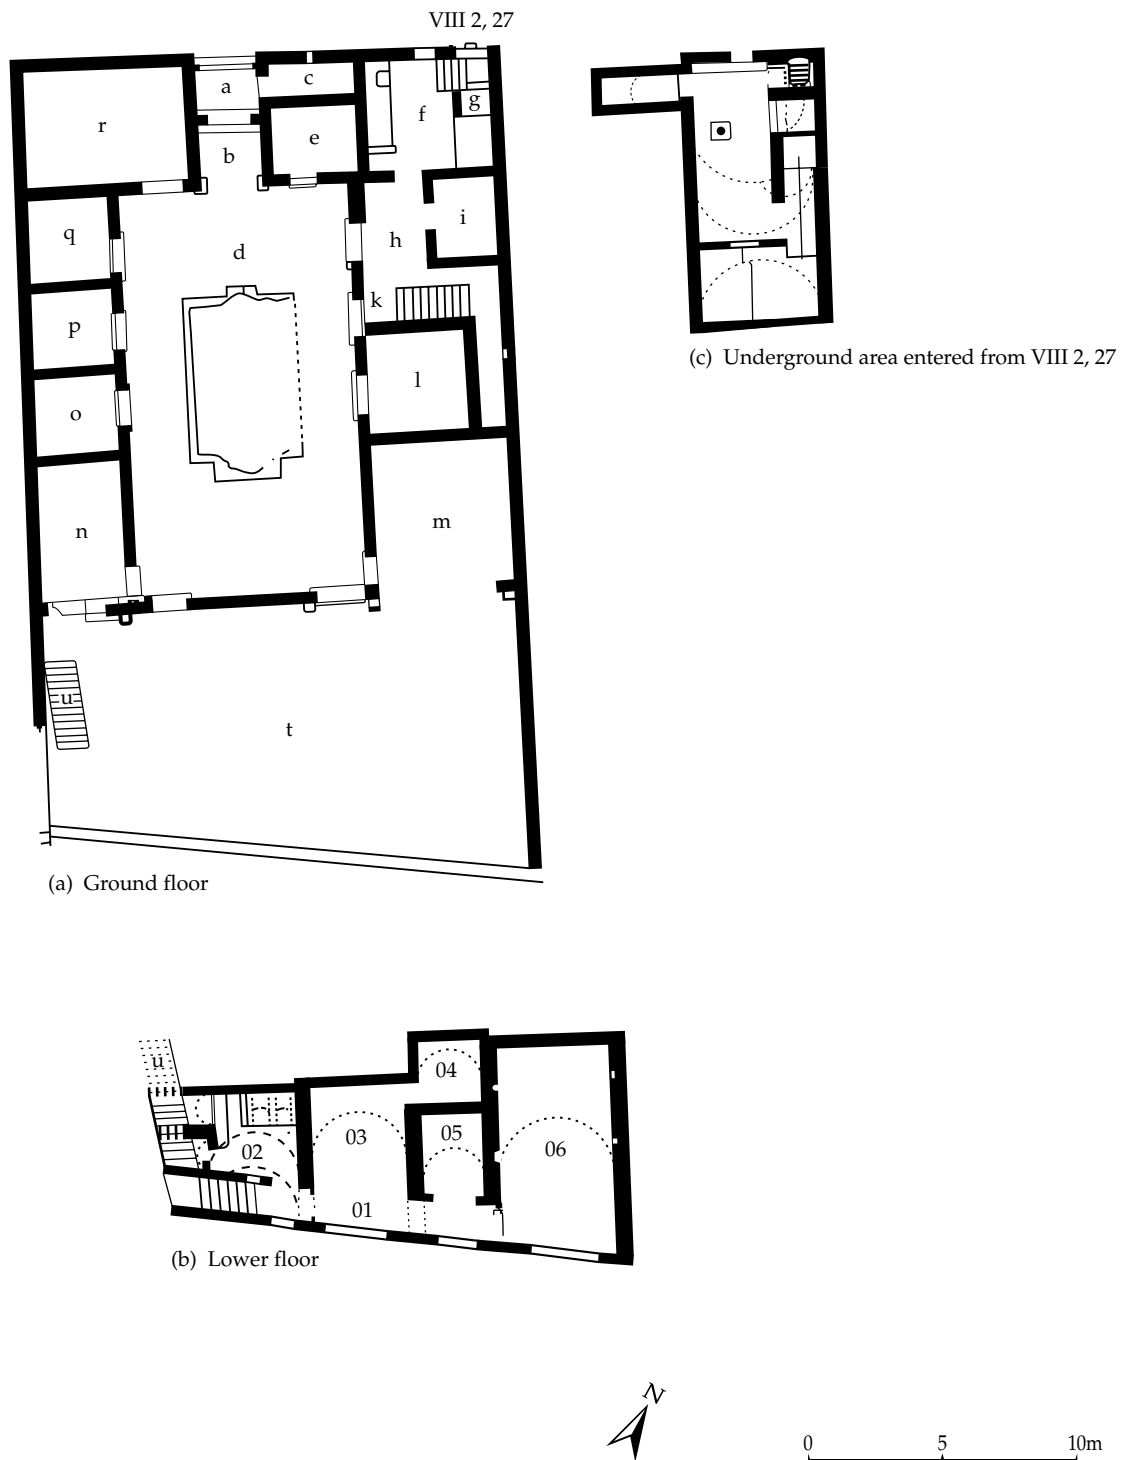 VIII 2, 27
a
c
r
g
f
e
b
i
q
h
d
k
p
l
o
m
n
u
t
(a) Ground floor
(c) Underground area entered from VIII 2, 27
u
04
03
05
02
06
01
(b) Lower floor
N
0 5 10m